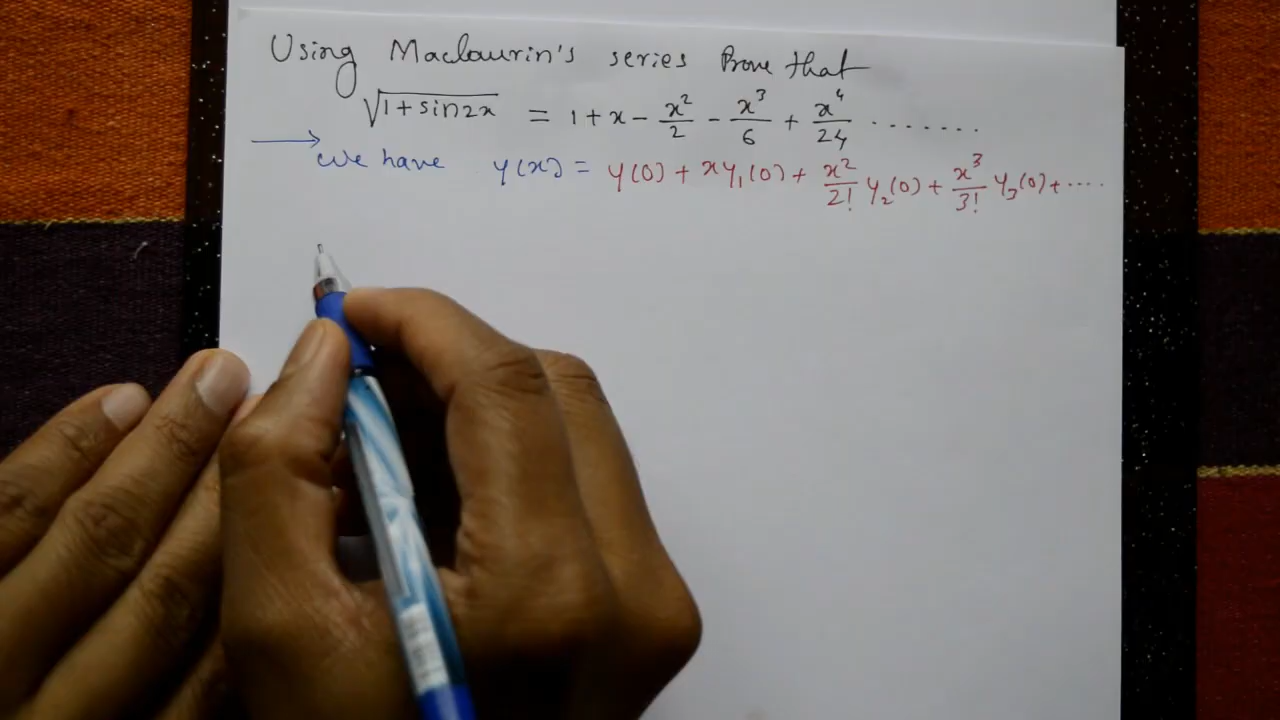 Using Maclaurin's series Prove that
√(1+sin2x) = 1 + x - x²/2 - x³/6 + x⁴/24 .......
→ we have y(x) = y(0) + xy₁(0) + x²/2! y₂(0) + x³/3! y₃(0) + ....